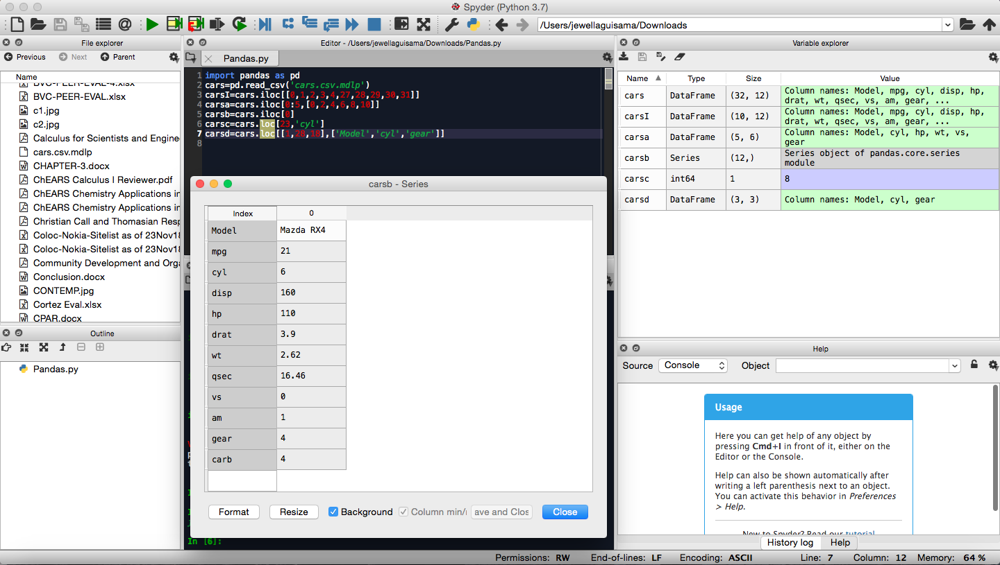 Spyder (Python 3.7)
/Users/jewellaguisama/Downloads
File explorer
Previous
Next
Parent
Name
BVC-PEER-EVAL-4.xlsx
BVC-PEER-EVAL.xlsx
c1.jpg
c2.jpg
Calculus for Scientists and Engine
cars.csv.mdlp
CHAPTER-3.docx
ChEARS Calculus I Reviewer.pdf
ChEARS Chemistry Applications in
ChEARS Chemistry Applications in
Christian Call and Thomasian Resp
Coloc-Nokia-Sitelist as of 23Nov18
Coloc-Nokia-Sitelist as of 23Nov18
Community Development and Orga
Conclusion.docx
CONTEMP.jpg
Cortez Eval.xlsx
CPAR.docx
Outline
Pandas.py
Editor - /Users/jewellaguisama/Downloads/Pandas.py
Pandas.py
1 import pandas as pd
2 cars=pd.read_csv('cars.csv.mdlp')
3 carsI=cars.iloc[[0,1,2,3,4,27,28,29,30,31]]
4 carsa=cars.iloc[0:5,[0,2,4,6,8,10]]
5 carsb=cars.iloc[0]
6 carsc=cars.loc[23,'cyl']
7 carsd=cars.loc[[1,28,18],['Model','cyl','gear']]
8
carsb - Series
Index 0
Model Mazda RX4
mpg 21
cyl 6
disp 160
hp 110
drat 3.9
wt 2.62
qsec 16.46
vs 0
am 1
gear 4
carb 4
Format
Resize
Background
Column min/
ave and Clos
Close
In [6]:
Variable explorer
Name Type Size Value
cars DataFrame (32, 12) Column names: Model, mpg, cyl, disp, hp,
drat, wt, qsec, vs, am, gear, ...
carsI DataFrame (10, 12) Column names: Model, mpg, cyl, disp, hp,
drat, wt, qsec, vs, am, gear, ...
carsa DataFrame (5, 6) Column names: Model, cyl, hp, wt, vs,
gear
carsb Series (12,) Series object of pandas.core.series
module
carsc int64 1 8
carsd DataFrame (3, 3) Column names: Model, cyl, gear
Help
Source Console Object
Usage
Here you can get help of any object by
pressing Cmd+I in front of it, either on the
Editor or the Console.
Help can also be shown automatically after
writing a left parenthesis next to an object.
You can activate this behavior in Preferences
> Help.
New to Spyder? Read our tutorial
History log
Help
Permissions: RW End-of-lines: LF Encoding: ASCII Line: 7 Column: 12 Memory: 64 %